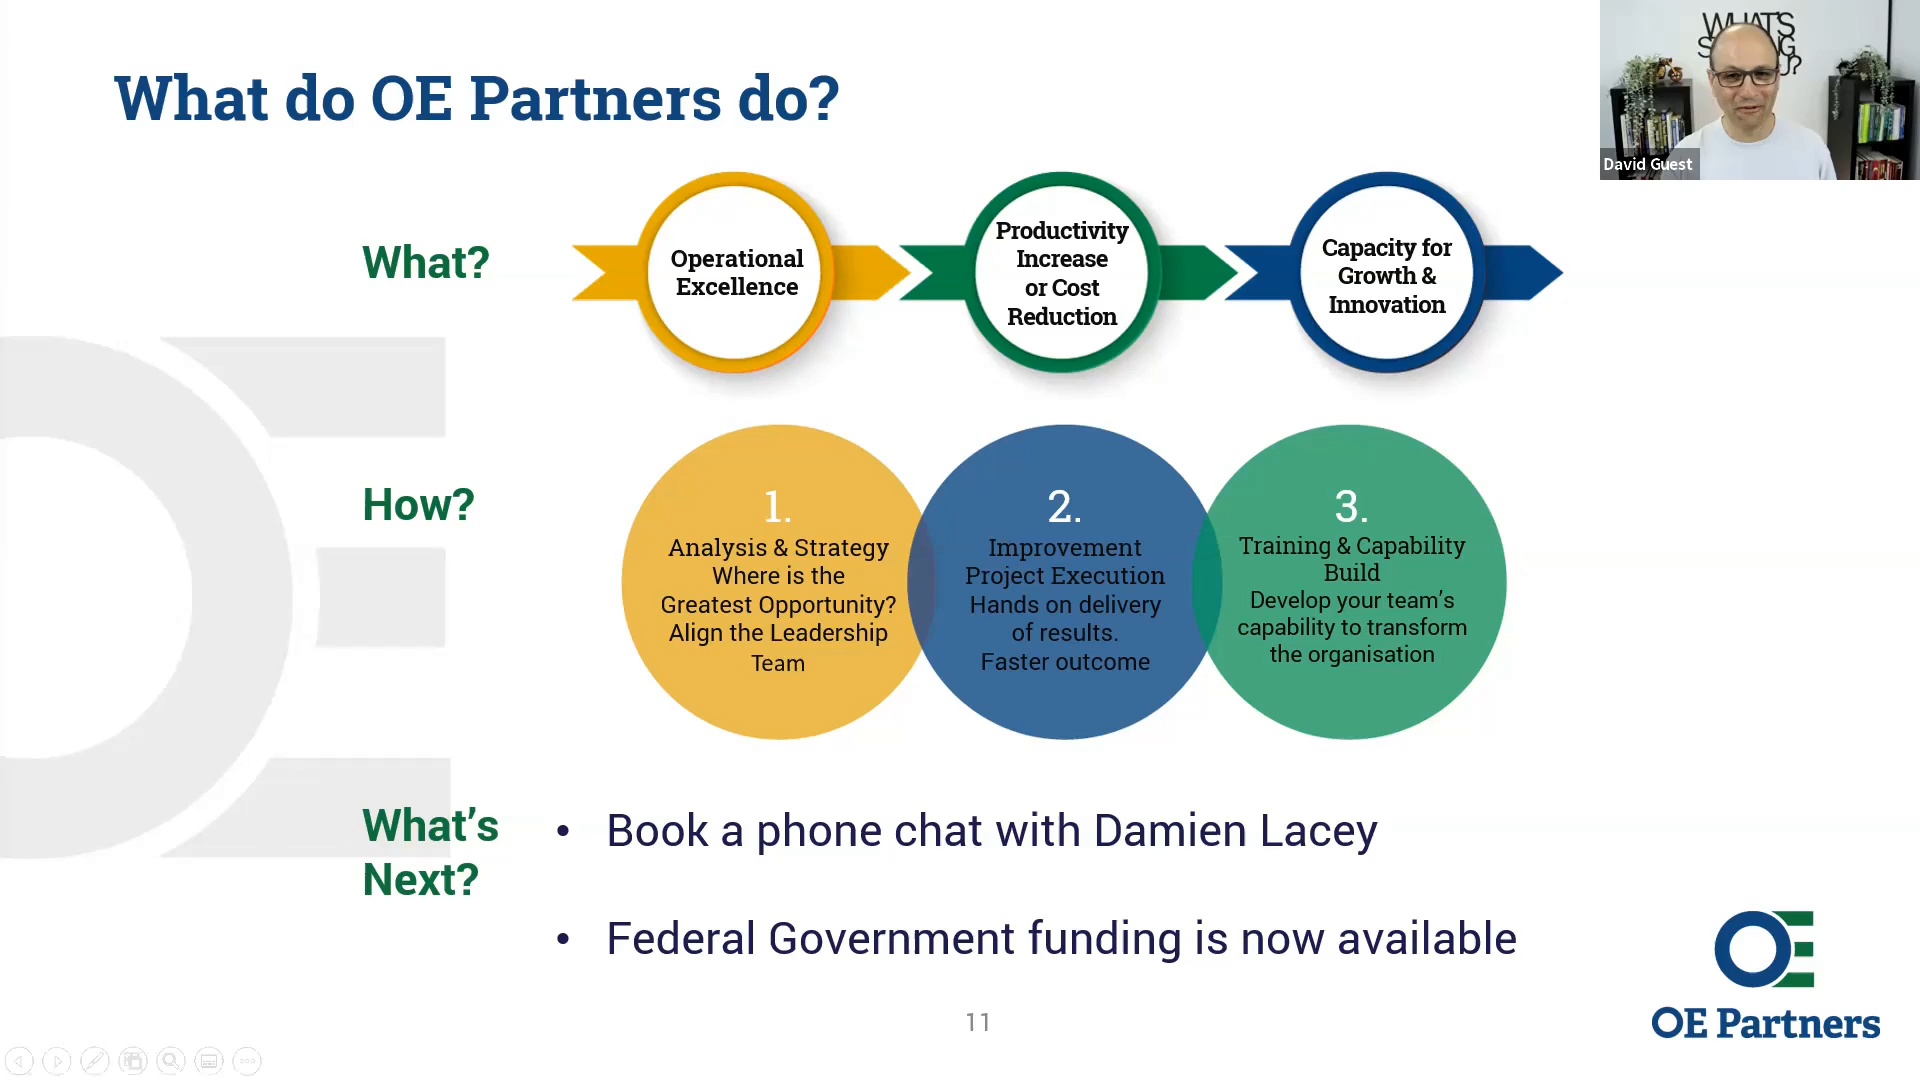 What do OE Partners do?
WHAT'S
David Guest
What?
Operational
Excellence
Productivity
Increase
or Cost
Reduction
Capacity for
Growth &
Innovation
How?
1.
Analysis & Strategy
Where is the
Greatest Opportunity?
Align the Leadership
Team
2.
Improvement
Project Execution
Hands on delivery
of results.
Faster outcome
3.
Training & Capability
Build
Develop your team's
capability to transform
the organisation
What's
Next?
• Book a phone chat with Damien Lacey
• Federal Government funding is now available
11
OE
OE Partners